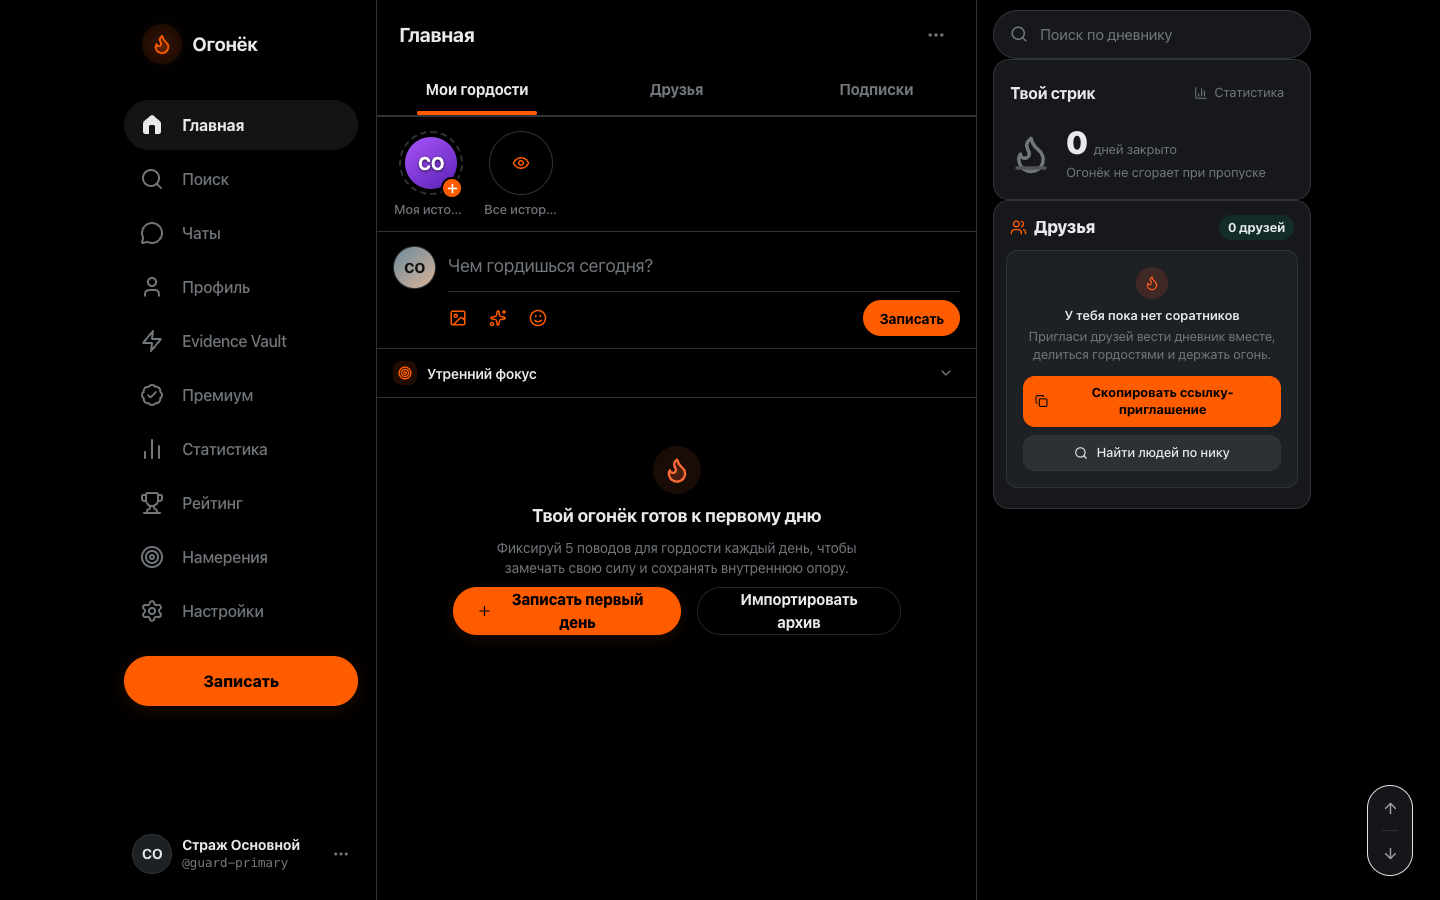 Огонёк
Главная
Поиск
Чаты
Профиль
Evidence Vault
Премиум
Статистика
Рейтинг
Намерения
Настройки
Записать
СО
Страж Основной
@guard-primary
Главная
Мои гордости
Друзья
Подписки
СО
Моя исто...
Все истор...
СО
Чем гордишься сегодня?
Записать
Утренний фокус
Твой огонёк готов к первому дню
Фиксируй 5 поводов для гордости каждый день, чтобы
замечать свою силу и сохранять внутреннюю опору.
Записать первый
день
Импортировать
архив
Поиск по дневнику
Твой стрик
Статистика
0 дней закрыто
Огонёк не сгорает при пропуске
Друзья
0 друзей
У тебя пока нет соратников
Пригласи друзей вести дневник вместе,
делиться гордостями и держать огонь.
Скопировать ссылку-
приглашение
Найти людей по нику